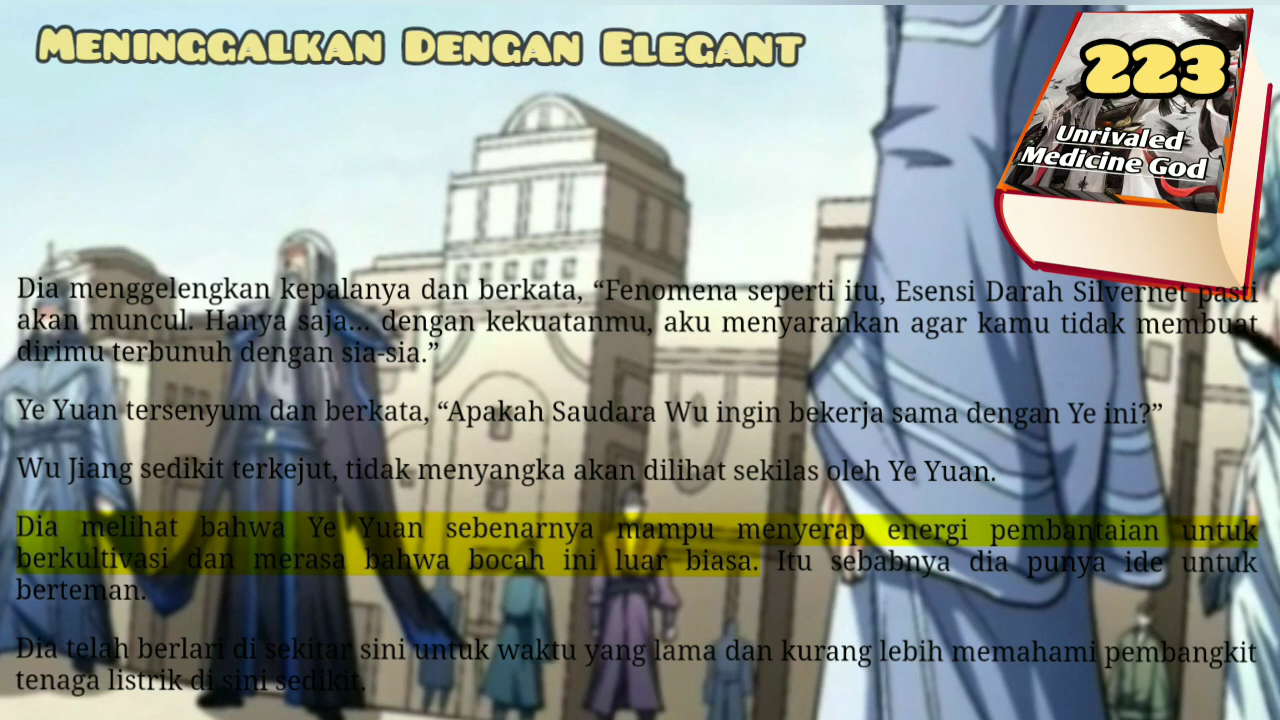 Meninggalkan Dengan Elegant
223
Unrivaled
Medicine God
Dia menggelengkan kepalanya dan berkata, “Fenomena seperti itu, Esensi Darah Silvernet pasti
akan muncul. Hanya saja... dengan kekuatanmu, aku menyarankan agar kamu tidak membuat
dirimu terbunuh dengan sia-sia.”
Ye Yuan tersenyum dan berkata, “Apakah Saudara Wu ingin bekerja sama dengan Ye ini?”
Wu Jiang sedikit terkejut, tidak menyangka akan dilihat sekilas oleh Ye Yuan.
Dia melihat bahwa Ye Yuan sebenarnya mampu menyerap energi pembantaian untuk
berkultivasi dan merasa bahwa bocah ini luar biasa. Itu sebabnya dia punya ide untuk
berteman.
Dia telah berlari di sekitar sini untuk waktu yang lama dan kurang lebih memahami pembangkit
tenaga listrik di sini sedikit.